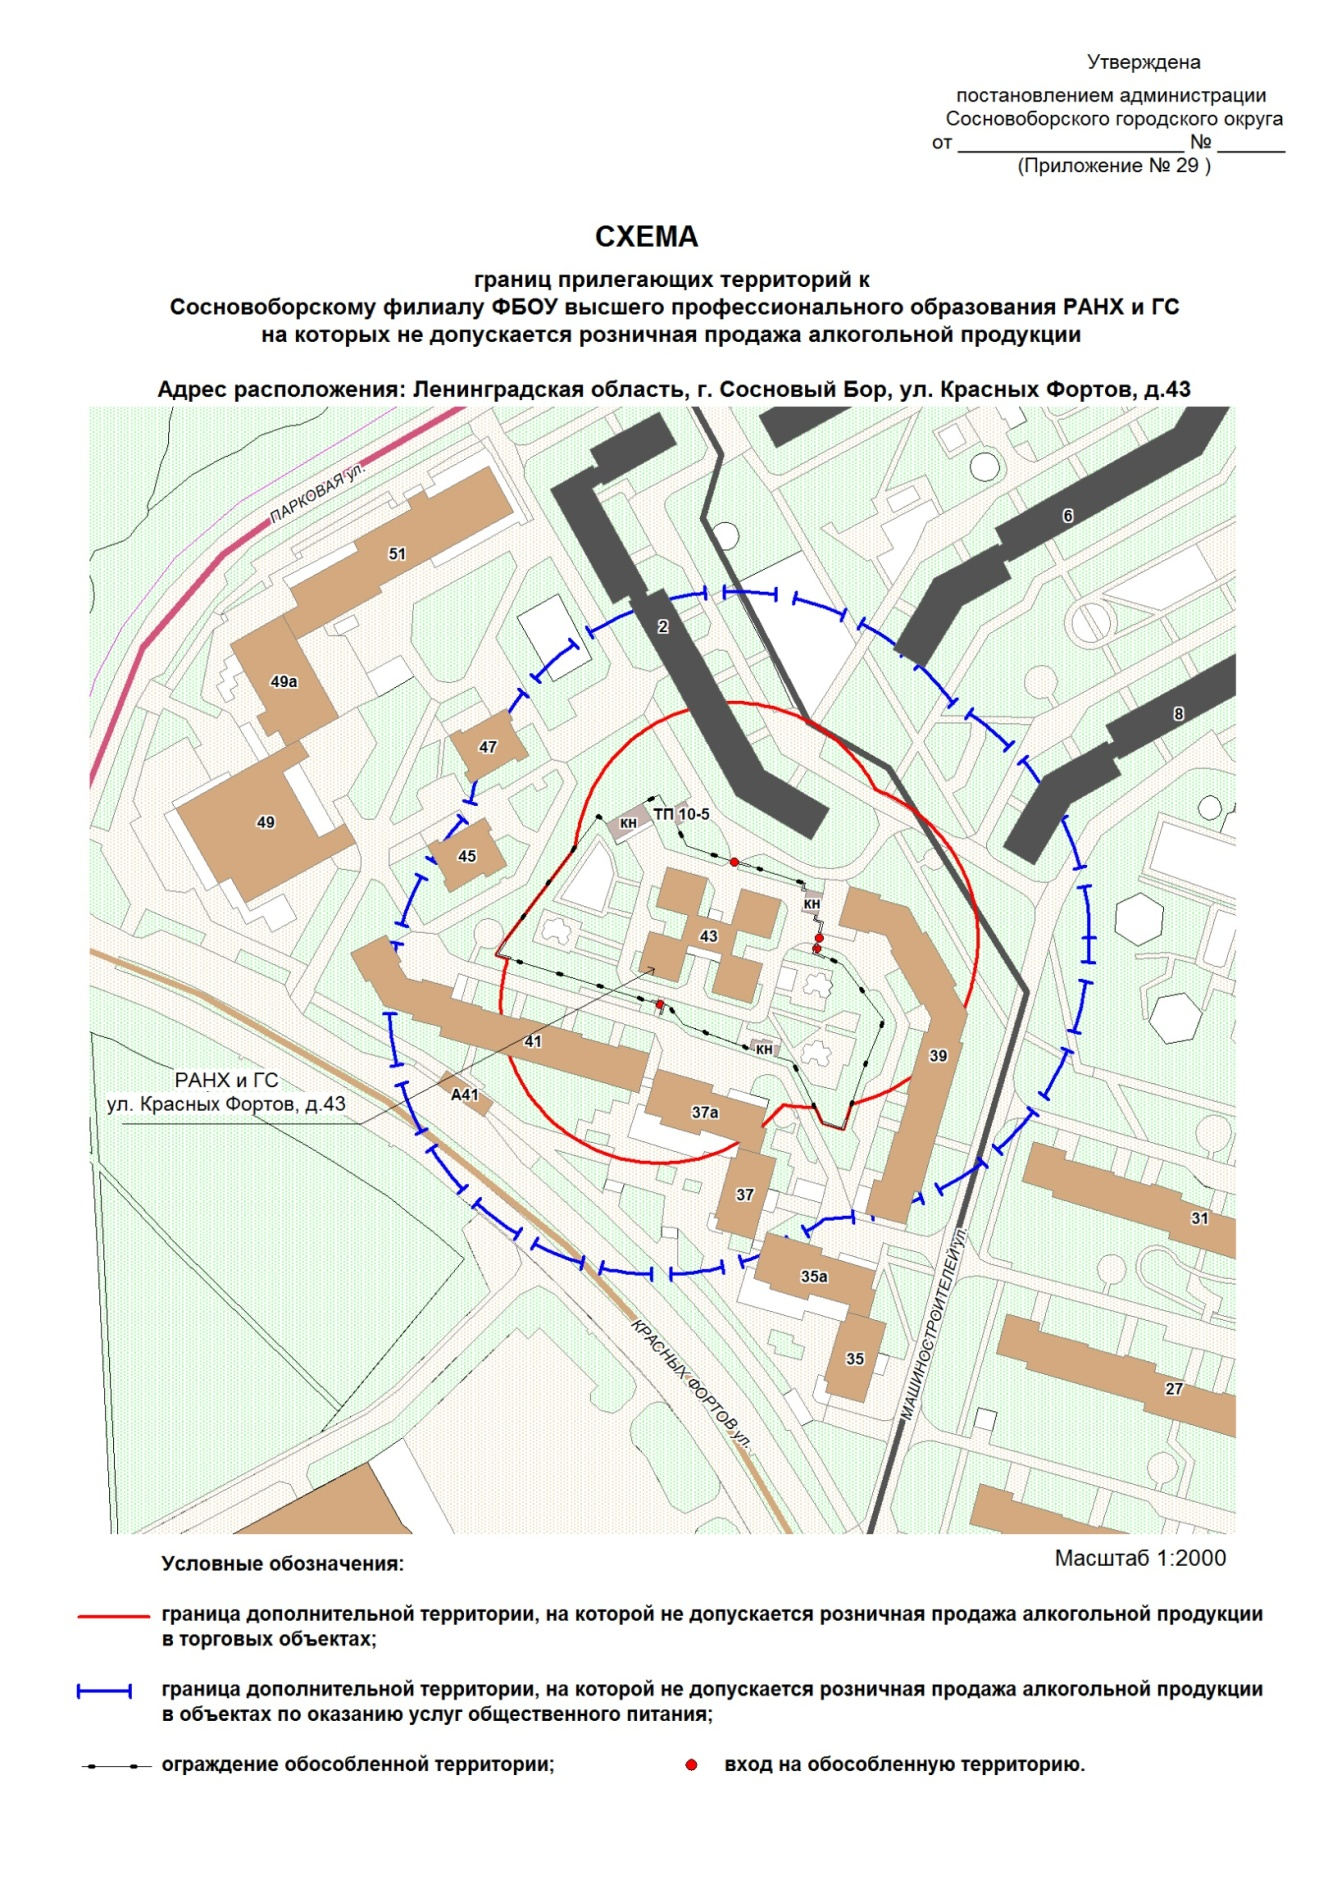 Утверждена
постановлением администрации
Сосновоборского городского округа
от ____________________ № ______
(Приложение № 29 )
СХЕМА
границ прилегающих территорий к
Сосновоборскому филиалу ФБОУ высшего профессионального образования РАНХ и ГС
на которых не допускается розничная продажа алкогольной продукции
Адрес расположения: Ленинградская область, г. Сосновый Бор, ул. Красных Фортов, д.43
ПАРКОВАЯ ул.
51
6
2
49а
8
47
49
ТП 10-5
кн
45
кн
43
41
39
кн
РАНХ и ГС
ул. Красных Фортов, д.43
А41
37а
37
31
35а
МАШИНОСТРОИТЕЛЕЙ ул.
КРАСНЫХ ФОРТОВ ул.
35
27
Условные обозначения:
Масштаб 1:2000
граница дополнительной территории, на которой не допускается розничная продажа алкогольной продукции
в торговых объектах;
граница дополнительной территории, на которой не допускается розничная продажа алкогольной продукции
в объектах по оказанию услуг общественного питания;
ограждение обособленной территории;
вход на обособленную территорию.